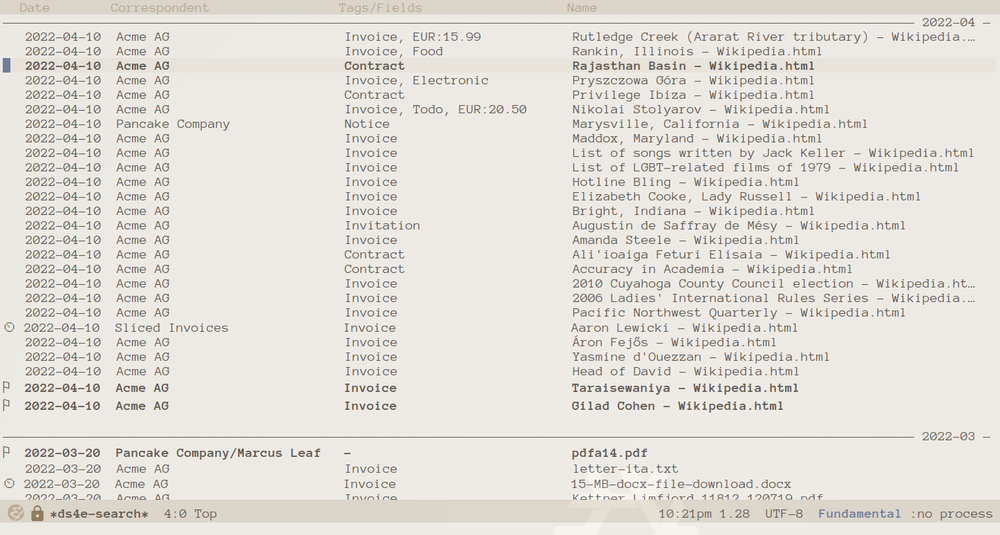 Date Correspondent Tags/Fields Name
2022-04
2022-04-10 Acme AG Invoice, EUR:15.99 Rutledge Creek (Ararat River tributary) – Wikipedia.…
2022-04-10 Acme AG Invoice, Food Rankin, Illinois – Wikipedia.html
2022-04-10 Acme AG Contract Rajasthan Basin – Wikipedia.html
2022-04-10 Acme AG Invoice, Electronic Pryszczowa Góra – Wikipedia.html
2022-04-10 Acme AG Contract Privilege Ibiza – Wikipedia.html
2022-04-10 Acme AG Invoice, Todo, EUR:20.50 Nikolai Stolyarov – Wikipedia.html
2022-04-10 Pancake Company Notice Marysville, California – Wikipedia.html
2022-04-10 Acme AG Invoice Maddox, Maryland – Wikipedia.html
2022-04-10 Acme AG Invoice List of songs written by Jack Keller – Wikipedia.html
2022-04-10 Acme AG Invoice List of LGBT-related films of 1979 – Wikipedia.html
2022-04-10 Acme AG Invoice Hotline Bling – Wikipedia.html
2022-04-10 Acme AG Invoice Elizabeth Cooke, Lady Russell – Wikipedia.html
2022-04-10 Acme AG Invoice Bright, Indiana – Wikipedia.html
2022-04-10 Acme AG Invitation Augustin de Saffray de Mésy – Wikipedia.html
2022-04-10 Acme AG Invoice Amanda Steele – Wikipedia.html
2022-04-10 Acme AG Contract Ali'ioaiga Feturi Elisaia – Wikipedia.html
2022-04-10 Acme AG Contract Accuracy in Academia – Wikipedia.html
2022-04-10 Acme AG Invoice 2010 Cuyahoga County Council election – Wikipedia.ht…
2022-04-10 Acme AG Invoice 2006 Ladies' International Rules Series – Wikipedia.…
2022-04-10 Acme AG Invoice Pacific Northwest Quarterly – Wikipedia.html
2022-04-10 Sliced Invoices Invoice Aaron Lewicki – Wikipedia.html
2022-04-10 Acme AG Invoice Áron Fejős – Wikipedia.html
2022-04-10 Acme AG Invoice Yasmine d'Ouezzan – Wikipedia.html
2022-04-10 Acme AG Invoice Head of David – Wikipedia.html
2022-04-10 Acme AG Invoice Taraisewaniya – Wikipedia.html
2022-04-10 Acme AG Invoice Gilad Cohen – Wikipedia.html
2022-03
2022-03-20 Pancake Company/Marcus Leaf – pdfa14.pdf
2022-03-20 Acme AG Invoice letter-ita.txt
2022-03-20 Acme AG Invoice 15-MB-docx-file-download.docx
2022-03-20 Acme AG Invoice Kettner Limfjord 11812 120719.pdf
*ds4e-search* 4:0 Top 10:21pm 1.28 UTF-8 Fundamental :no process